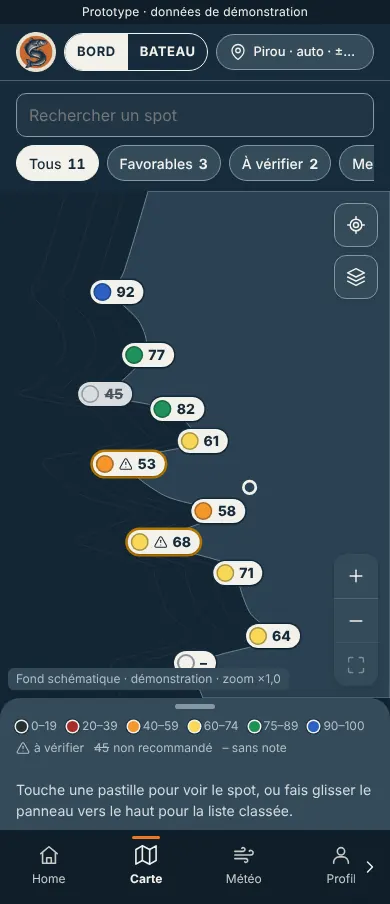 Prototype · données de démonstration
BORD BATEAU Pirou · auto · ±...
Rechercher un spot
Tous 11 Favorables 3 À vérifier 2 Me
92
77
45
82
61
53
58
68
71
64
–
Fond schématique · démonstration · zoom ×1,0
0–19 20–39 40–59 60–74 75–89 90–100
à vérifier 45 non recommandé – sans note
Touche une pastille pour voir le spot, ou fais glisser le
panneau vers le haut pour la liste classée.
Home Carte Météo Profil